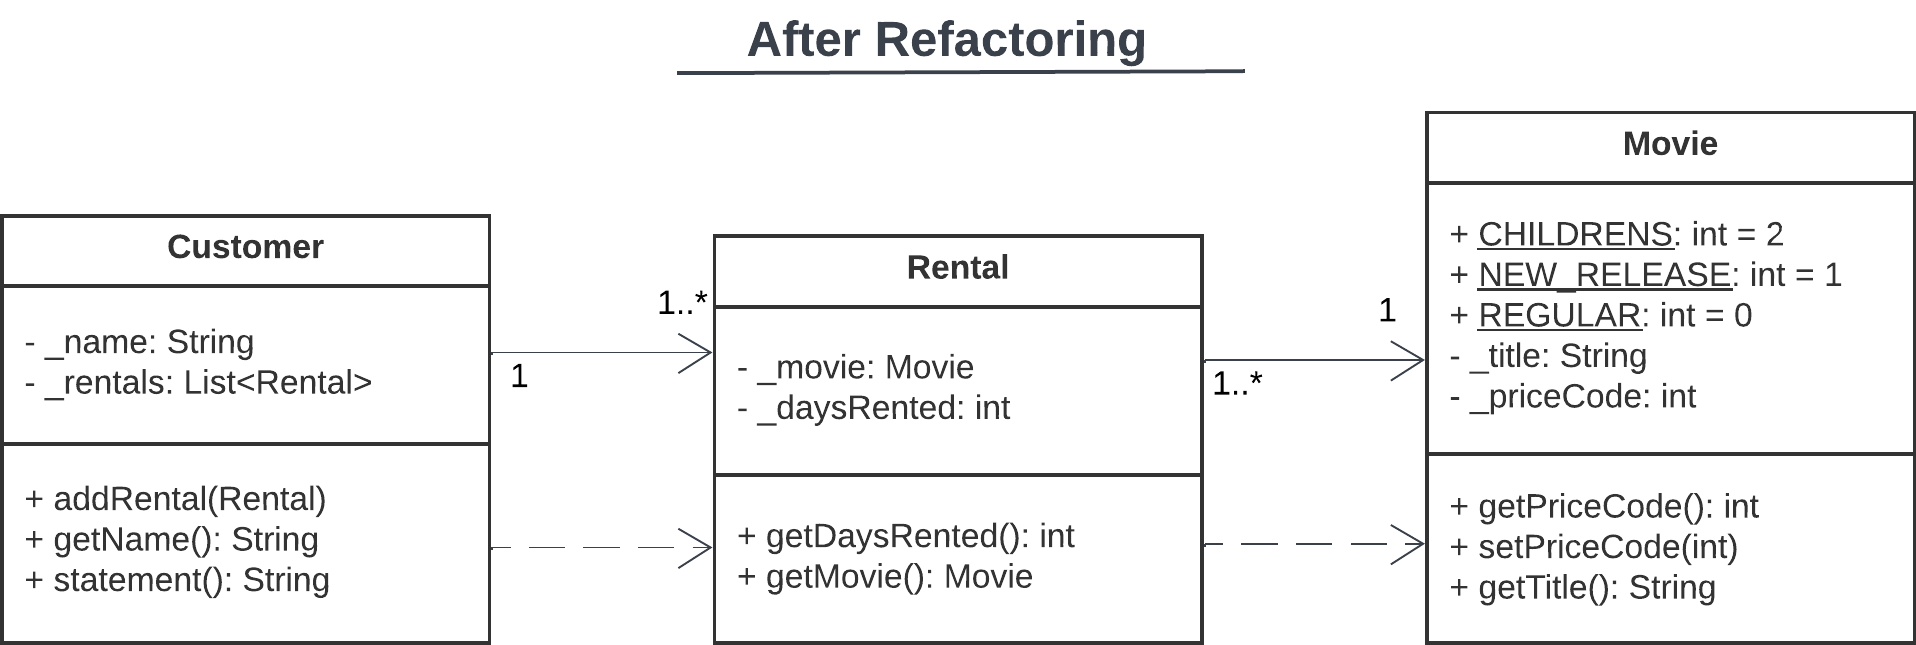 After Refactoring
Customer
- _name: String
- _rentals: List<Rental>
+ addRental(Rental)
+ getName(): String
+ statement(): String
1..*
1
Rental
- _movie: Movie
- _daysRented: int
+ getDaysRented(): int
+ getMovie(): Movie
1
1..*
Movie
+ CHILDRENS: int = 2
+ NEW_RELEASE: int = 1
+ REGULAR: int = 0
- _title: String
- _priceCode: int
+ getPriceCode(): int
+ setPriceCode(int)
+ getTitle(): String